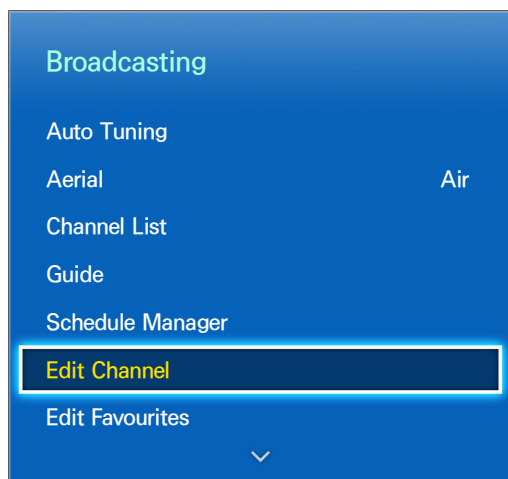 Broadcasting
Auto Tuning
Aerial Air
Channel List
Guide
Schedule Manager
Edit Channel
Edit Favourites